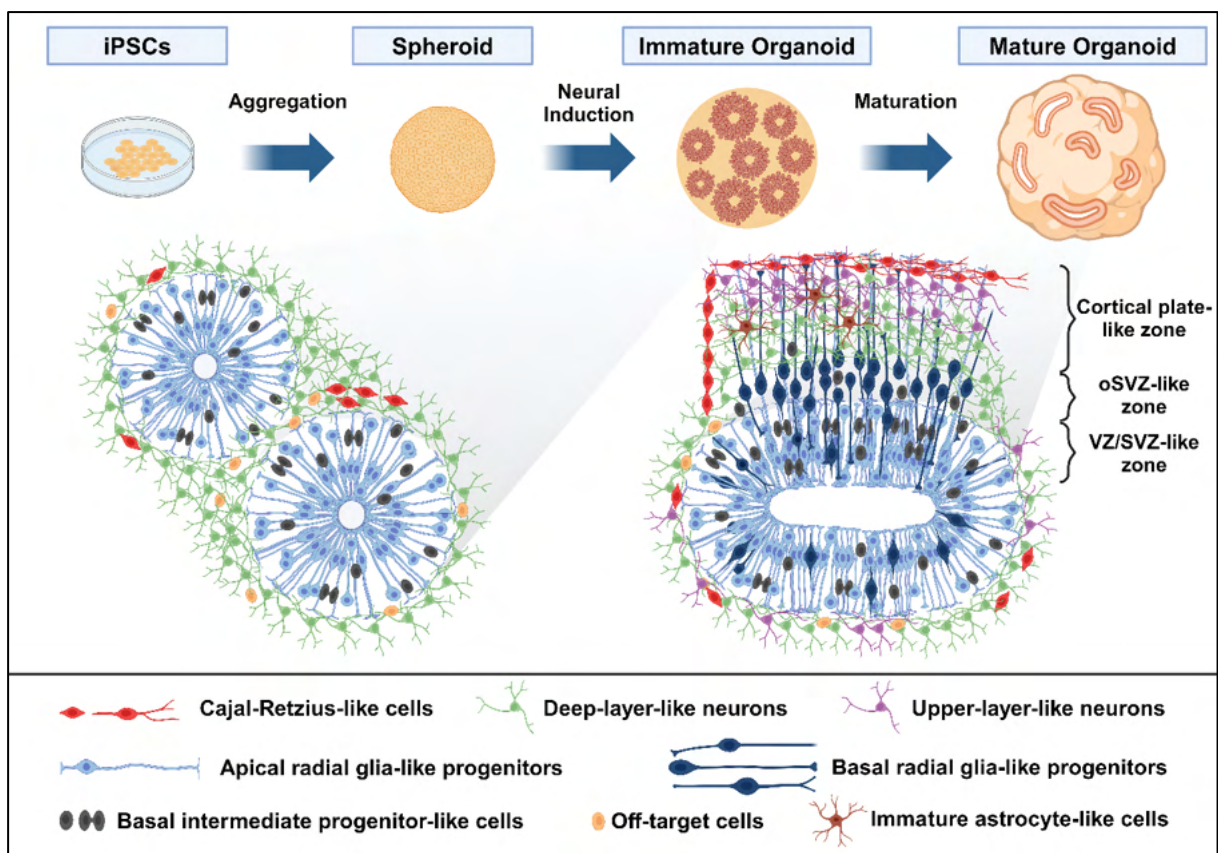 iPSCs
Spheroid
Immature Organoid
Mature Organoid
Aggregation
Neural
Induction
Maturation
Cortical plate-
like zone
oSVZ-like
zone
VZ/SVZ-like
zone
Cajal-Retzius-like cells
Deep-layer-like neurons
Upper-layer-like neurons
Apical radial glia-like progenitors
Basal radial glia-like progenitors
Basal intermediate progenitor-like cells
Off-target cells
Immature astrocyte-like cells